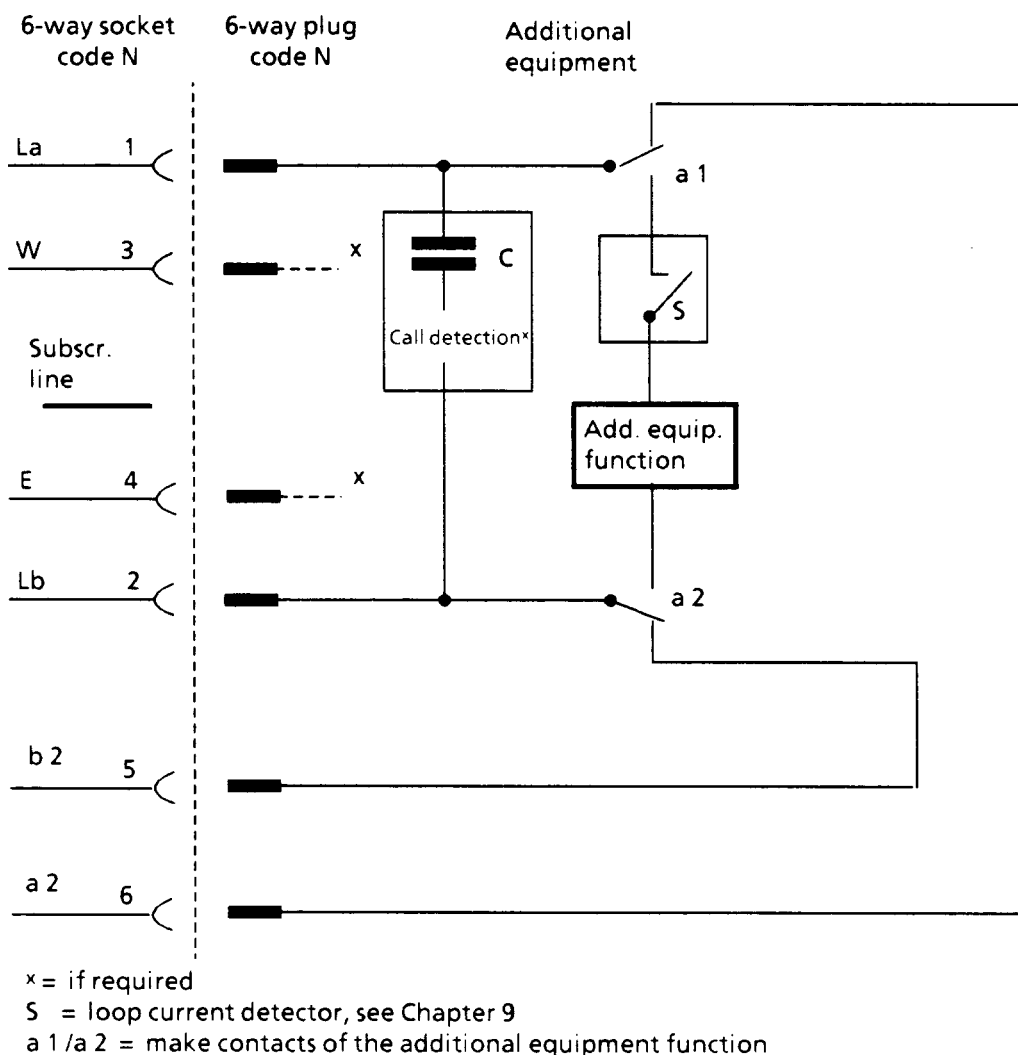 6-way socket
code N
6-way plug
code N
Additional
equipment
La 1
a 1
W 3
x
C
S
Call detection x
Subscr.
line
Add. equip.
function
E 4
x
Lb 2
a 2
b 2 5
a 2 6
x = if required
S = loop current detector, see Chapter 9
a 1/a 2 = make contacts of the additional equipment function